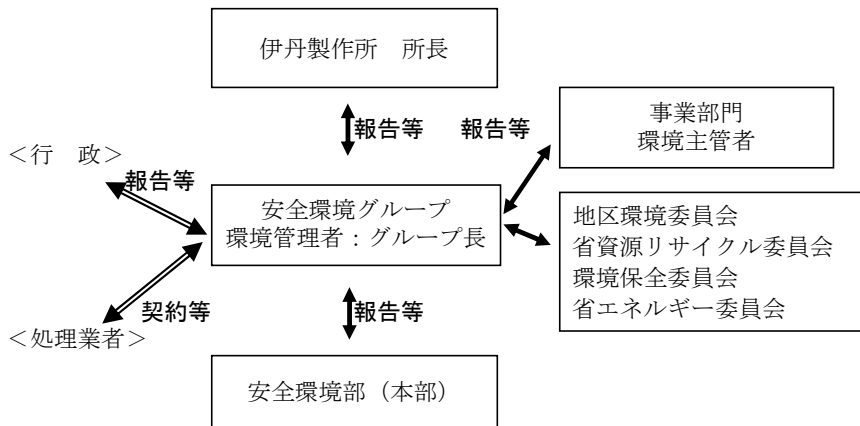 伊丹製作所　所長
報告等
報告等
事業部門
環境主管者
＜行　政＞
報告等
安全環境グループ
環境管理者：グループ長
地区環境委員会
省資源リサイクル委員会
環境保全委員会
省エネルギー委員会
契約等
報告等
＜処理業者＞
安全環境部（本部）